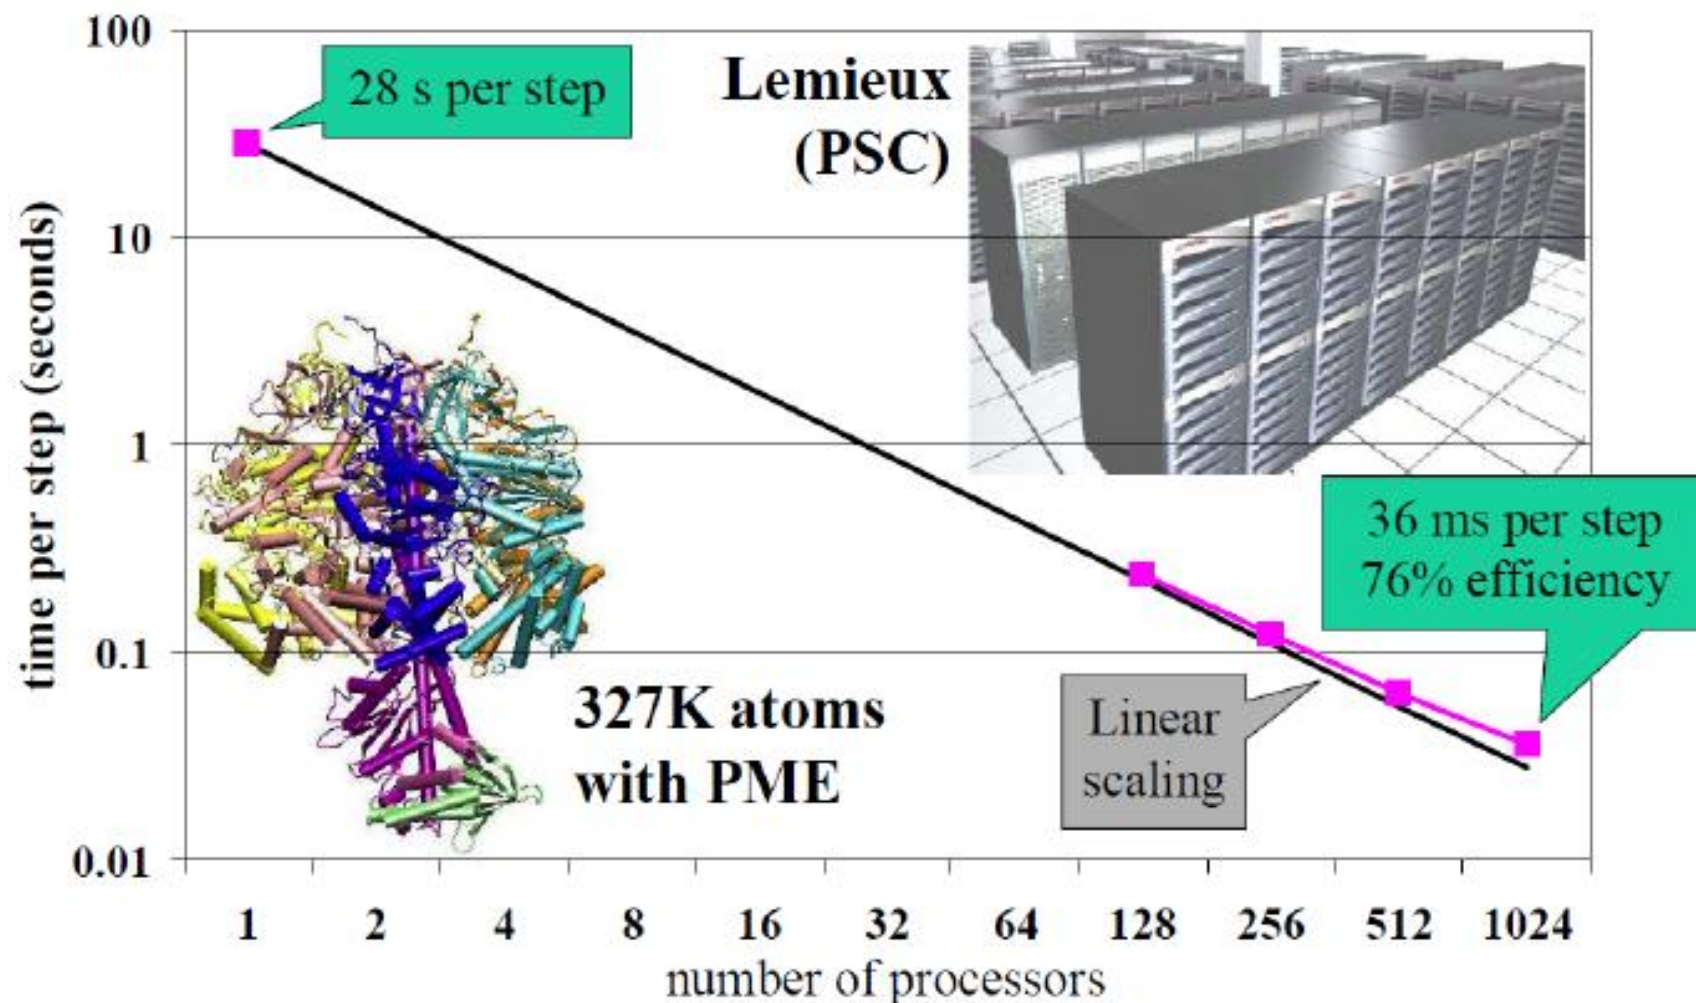 100
10
1
0.1
0.01
time per step (seconds)
28 s per step
Lemieux
(PSC)
36 ms per step
76% efficiency
Linear
scaling
327K atoms
with PME
1 2 4 8 16 32 64 128 256 512 1024
number of processors